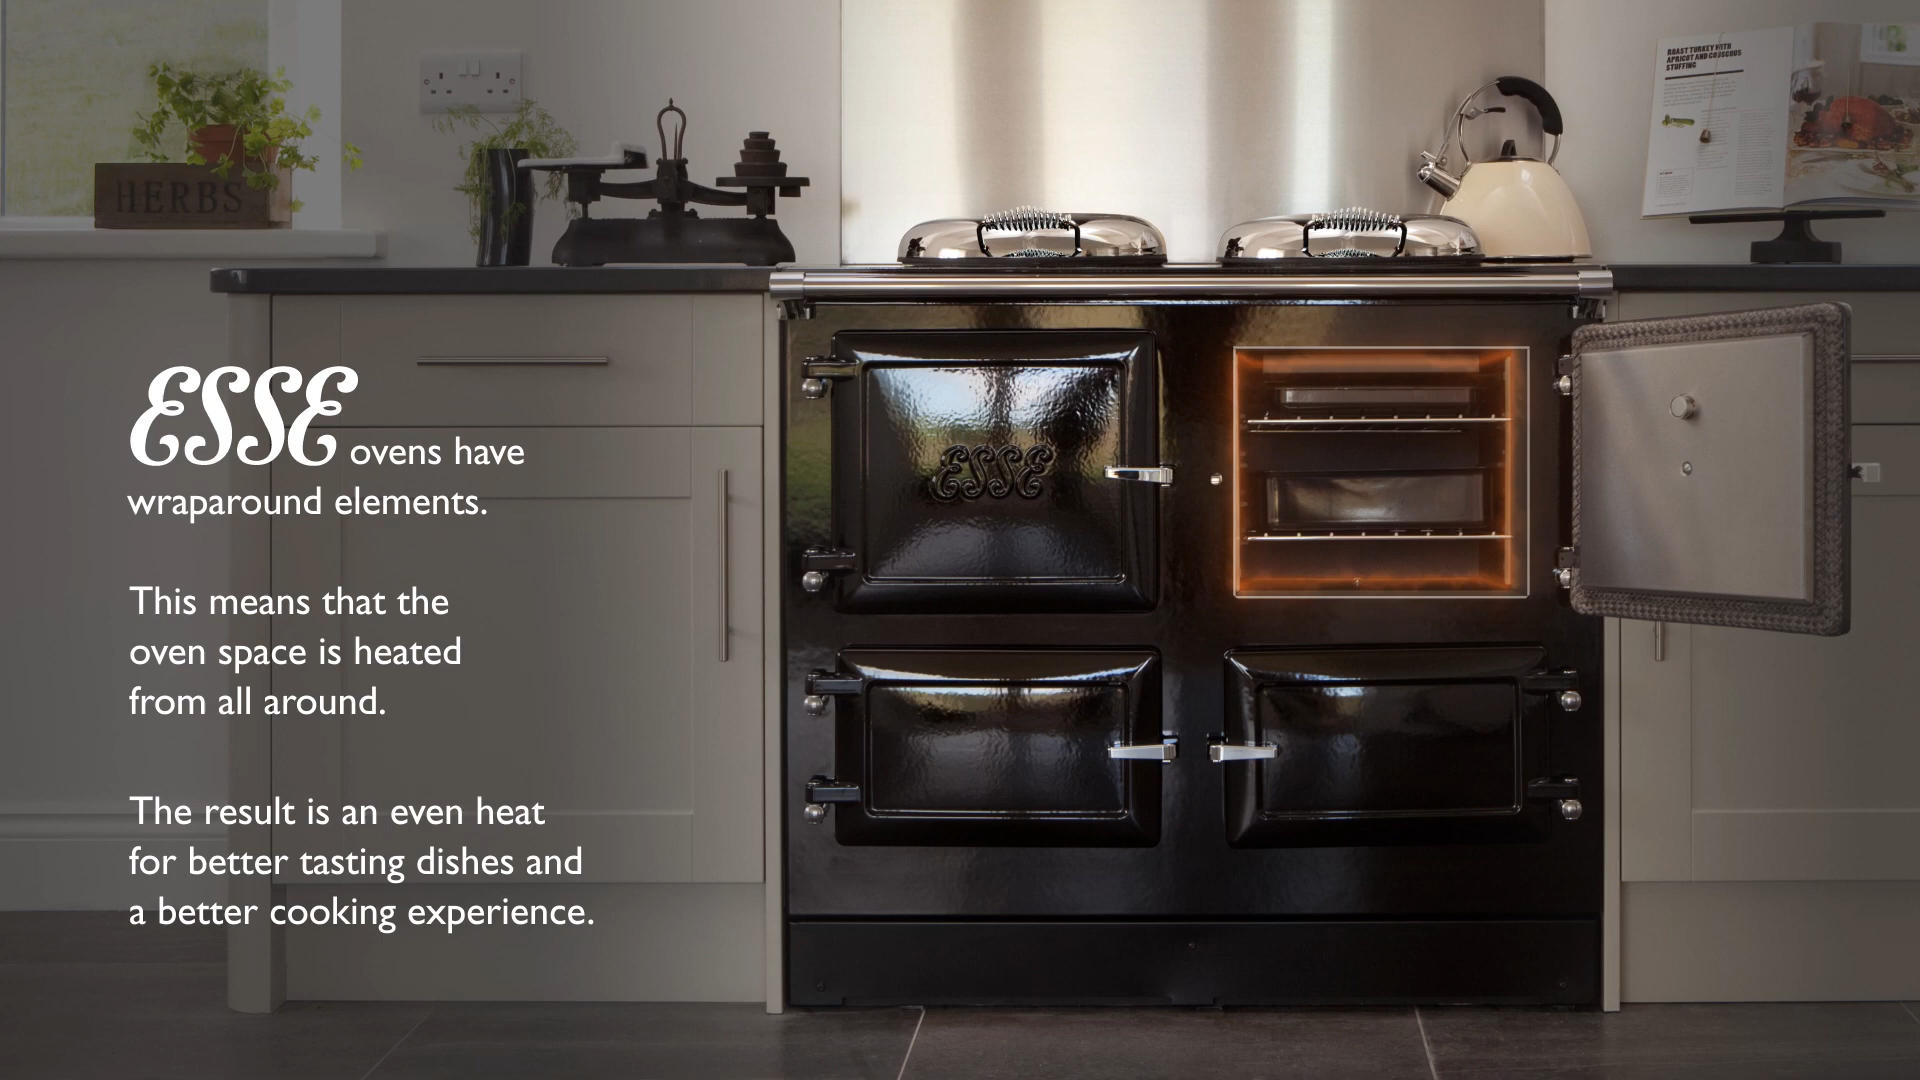 HERBS
ROAST TURKEY WITH
APRICOT AND COUSCOUS
STUFFING
ESSE ovens have
wraparound elements.
This means that the
oven space is heated
from all around.
The result is an even heat
for better tasting dishes and
a better cooking experience.
ESSE